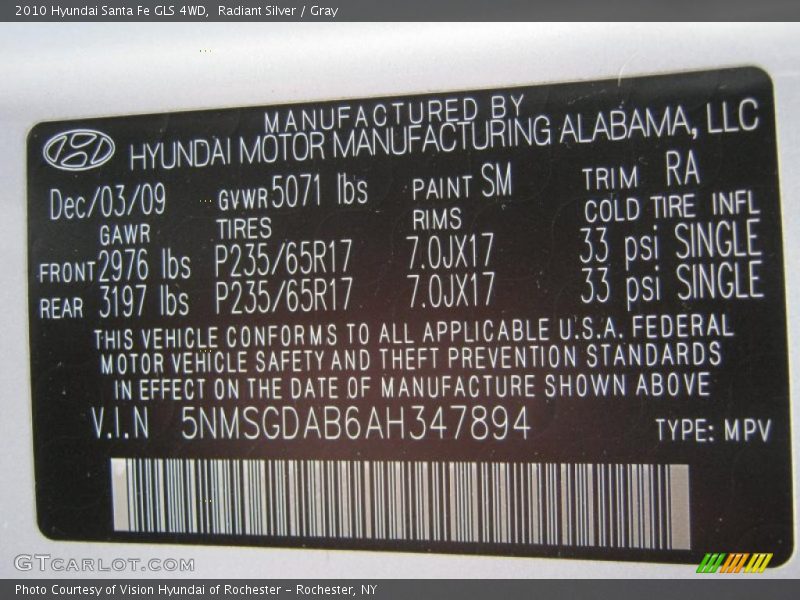 2010 Hyundai Santa Fe GLS 4WD, Radiant Silver / Gray
MANUFACTURED BY
HYUNDAI MOTOR MANUFACTURING ALABAMA, LLC
Dec/03/09 GVWR 5071 lbs PAINT SM TRIM RA
GAWR TIRES RIMS COLD TIRE INFL
FRONT 2976 lbs P235/65R17 7.0JX17 33 psi SINGLE
REAR 3197 lbs P235/65R17 7.0JX17 33 psi SINGLE
THIS VEHICLE CONFORMS TO ALL APPLICABLE U.S.A. FEDERAL
MOTOR VEHICLE SAFETY AND THEFT PREVENTION STANDARDS
IN EFFECT ON THE DATE OF MANUFACTURE SHOWN ABOVE
V.I.N 5NMSGDAB6AH347894 TYPE: MPV
GTCARLOT.COM
Photo Courtesy of Vision Hyundai of Rochester - Rochester, NY